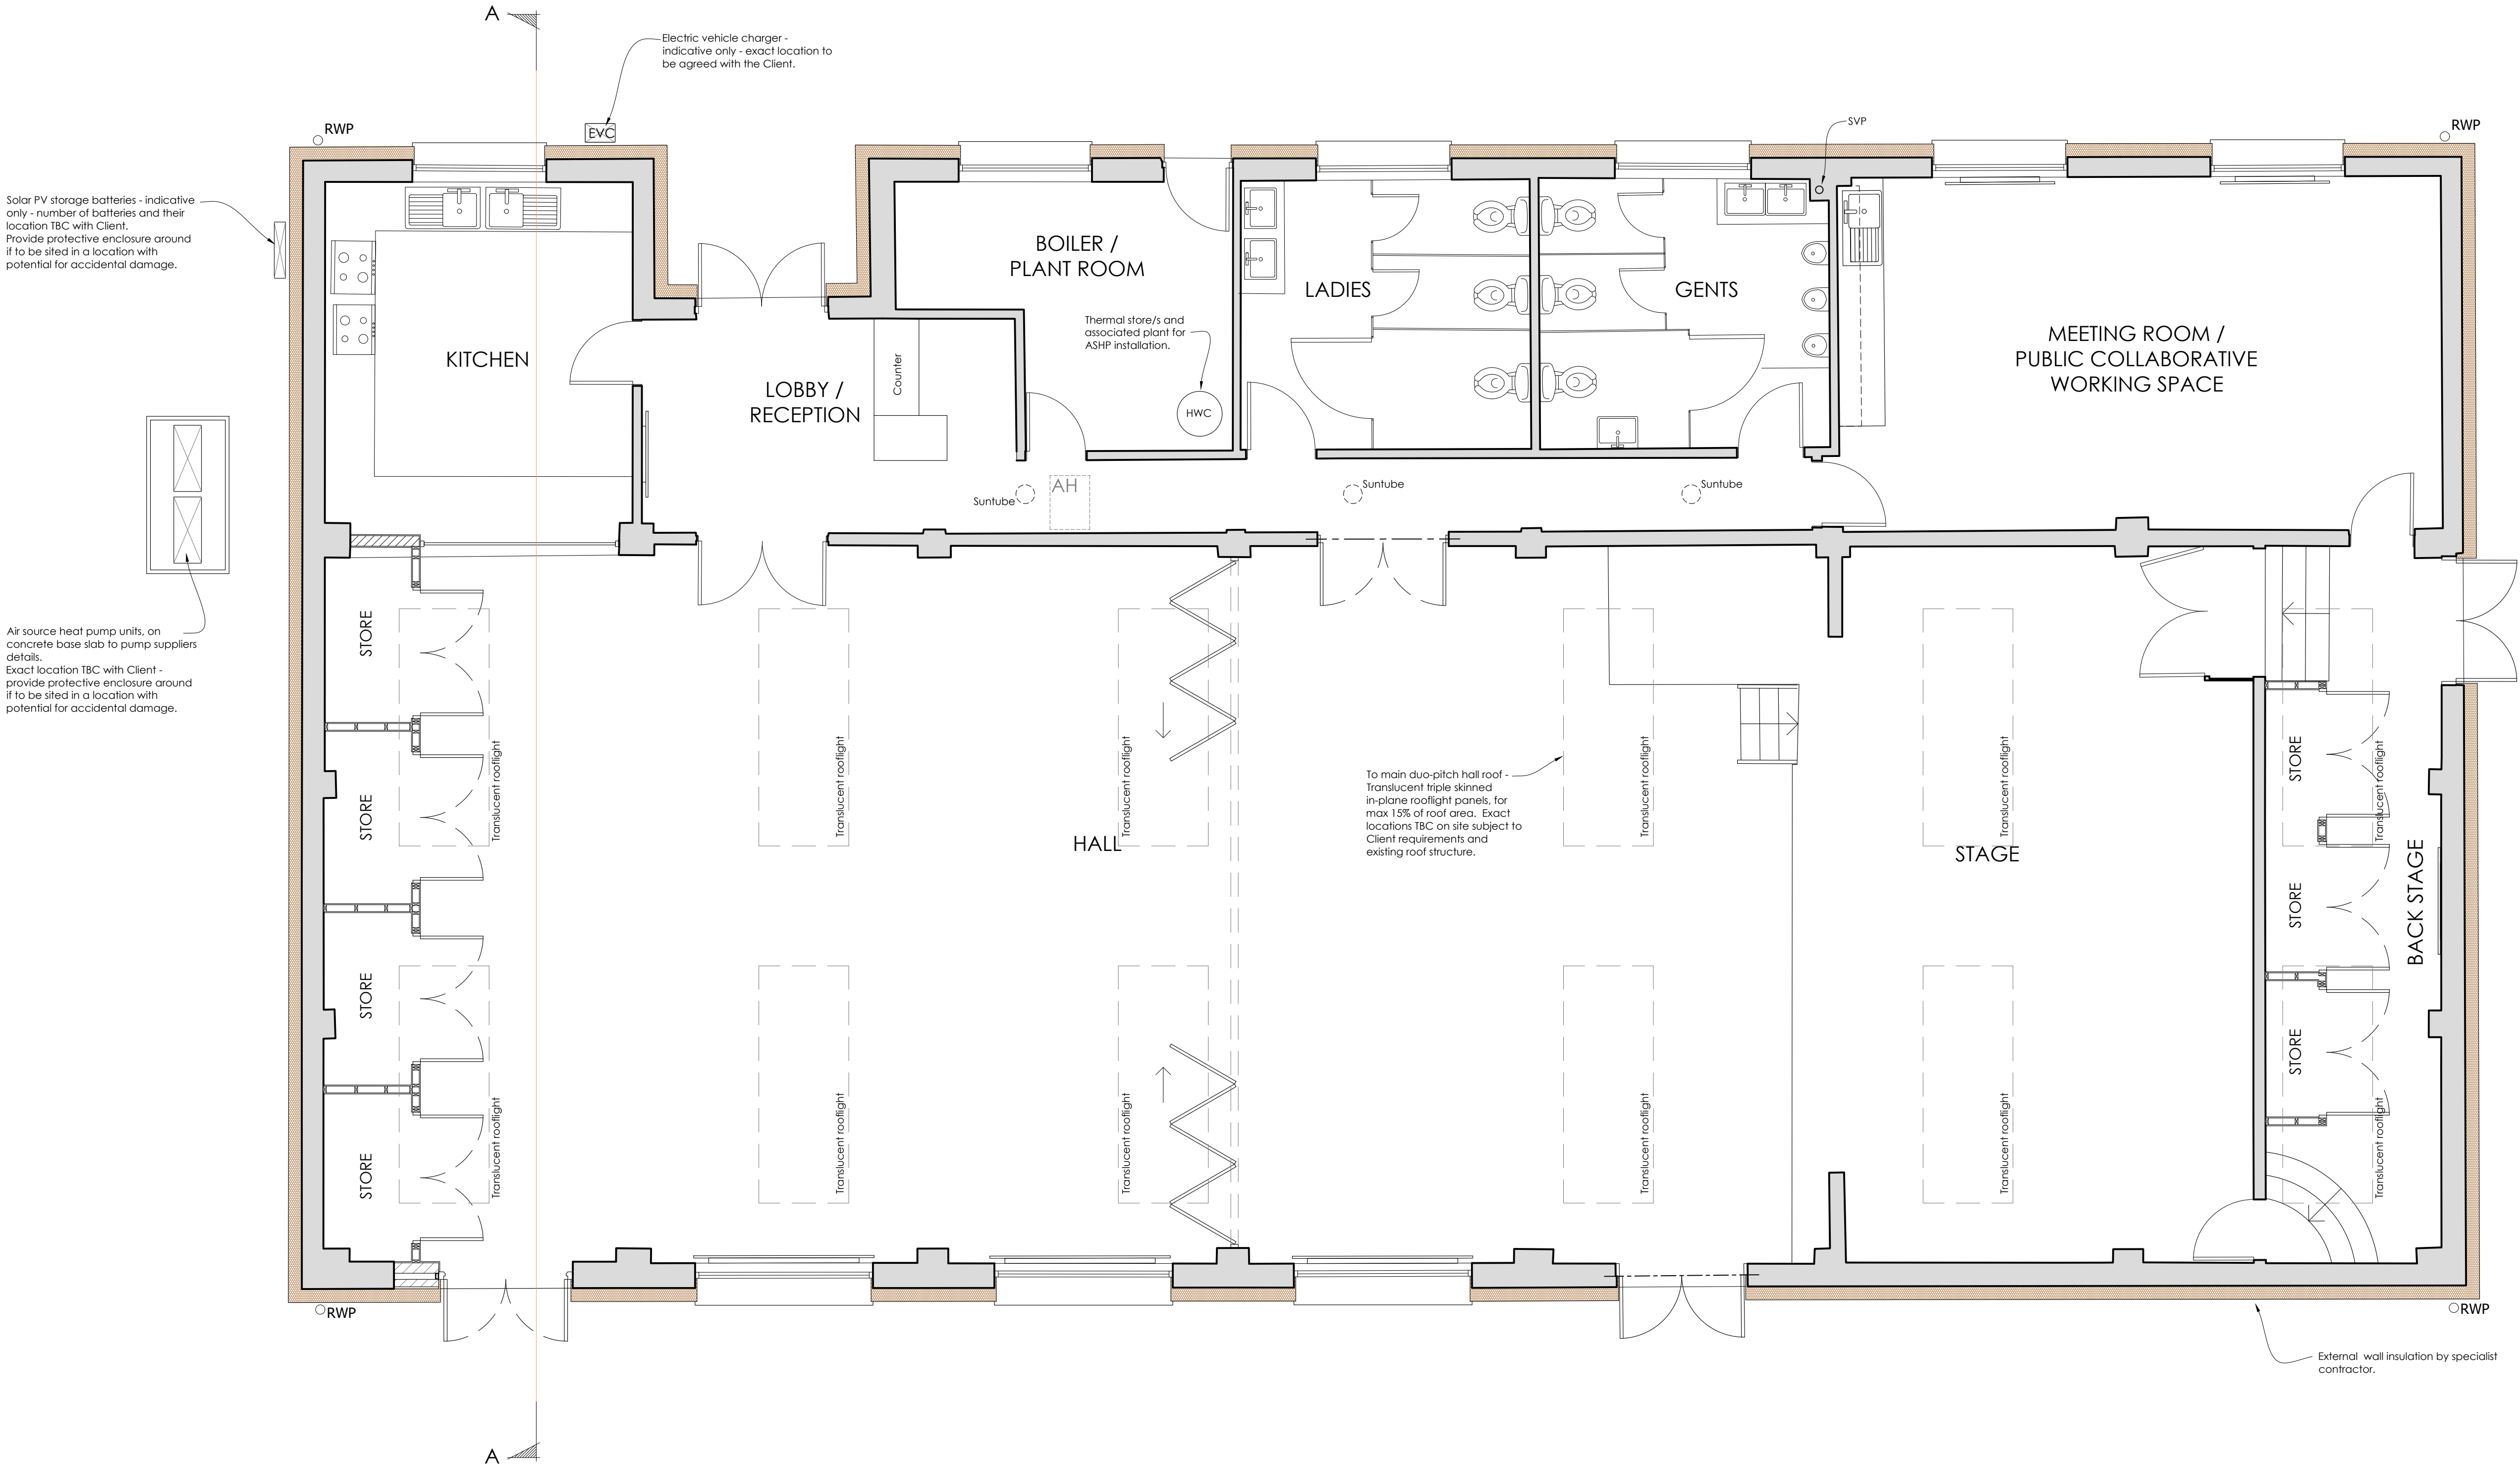 A
Electric vehicle charger -
indicative only - exact location to
be agreed with the Client.
EVC
RWP
SVP
RWP
Solar PV storage batteries - indicative
only - number of batteries and their
location TBC with Client.
Provide protective enclosure around
if to be sited in a location with
potential for accidental damage.
BOILER /
PLANT ROOM
LADIES
GENTS
Thermal store/s and
associated plant for
ASHP installation.
HWC
KITCHEN
LOBBY /
RECEPTION
Counter
MEETING ROOM /
PUBLIC COLLABORATIVE
WORKING SPACE
Suntube
AH
Suntube
Suntube
Air source heat pump units, on
concrete base slab to pump suppliers
details.
Exact location TBC with Client -
provide protective enclosure around
if to be sited in a location with
potential for accidental damage.
STORE
STORE
STORE
STORE
Translucent rooflight
Translucent rooflight
Translucent rooflight
Translucent rooflight
Translucent rooflight
Translucent rooflight
HALL
To main duo-pitch hall roof -
Translucent triple skinned
in-plane rooflight panels, for
max 15% of roof area. Exact
locations TBC on site subject to
Client requirements and
existing roof structure.
STAGE
STORE
STORE
STORE
BACK STAGE
Translucent rooflight
Translucent rooflight
Translucent rooflight
Translucent rooflight
Translucent rooflight
Translucent rooflight
RWP
RWP
External wall insulation by specialist
contractor.
A